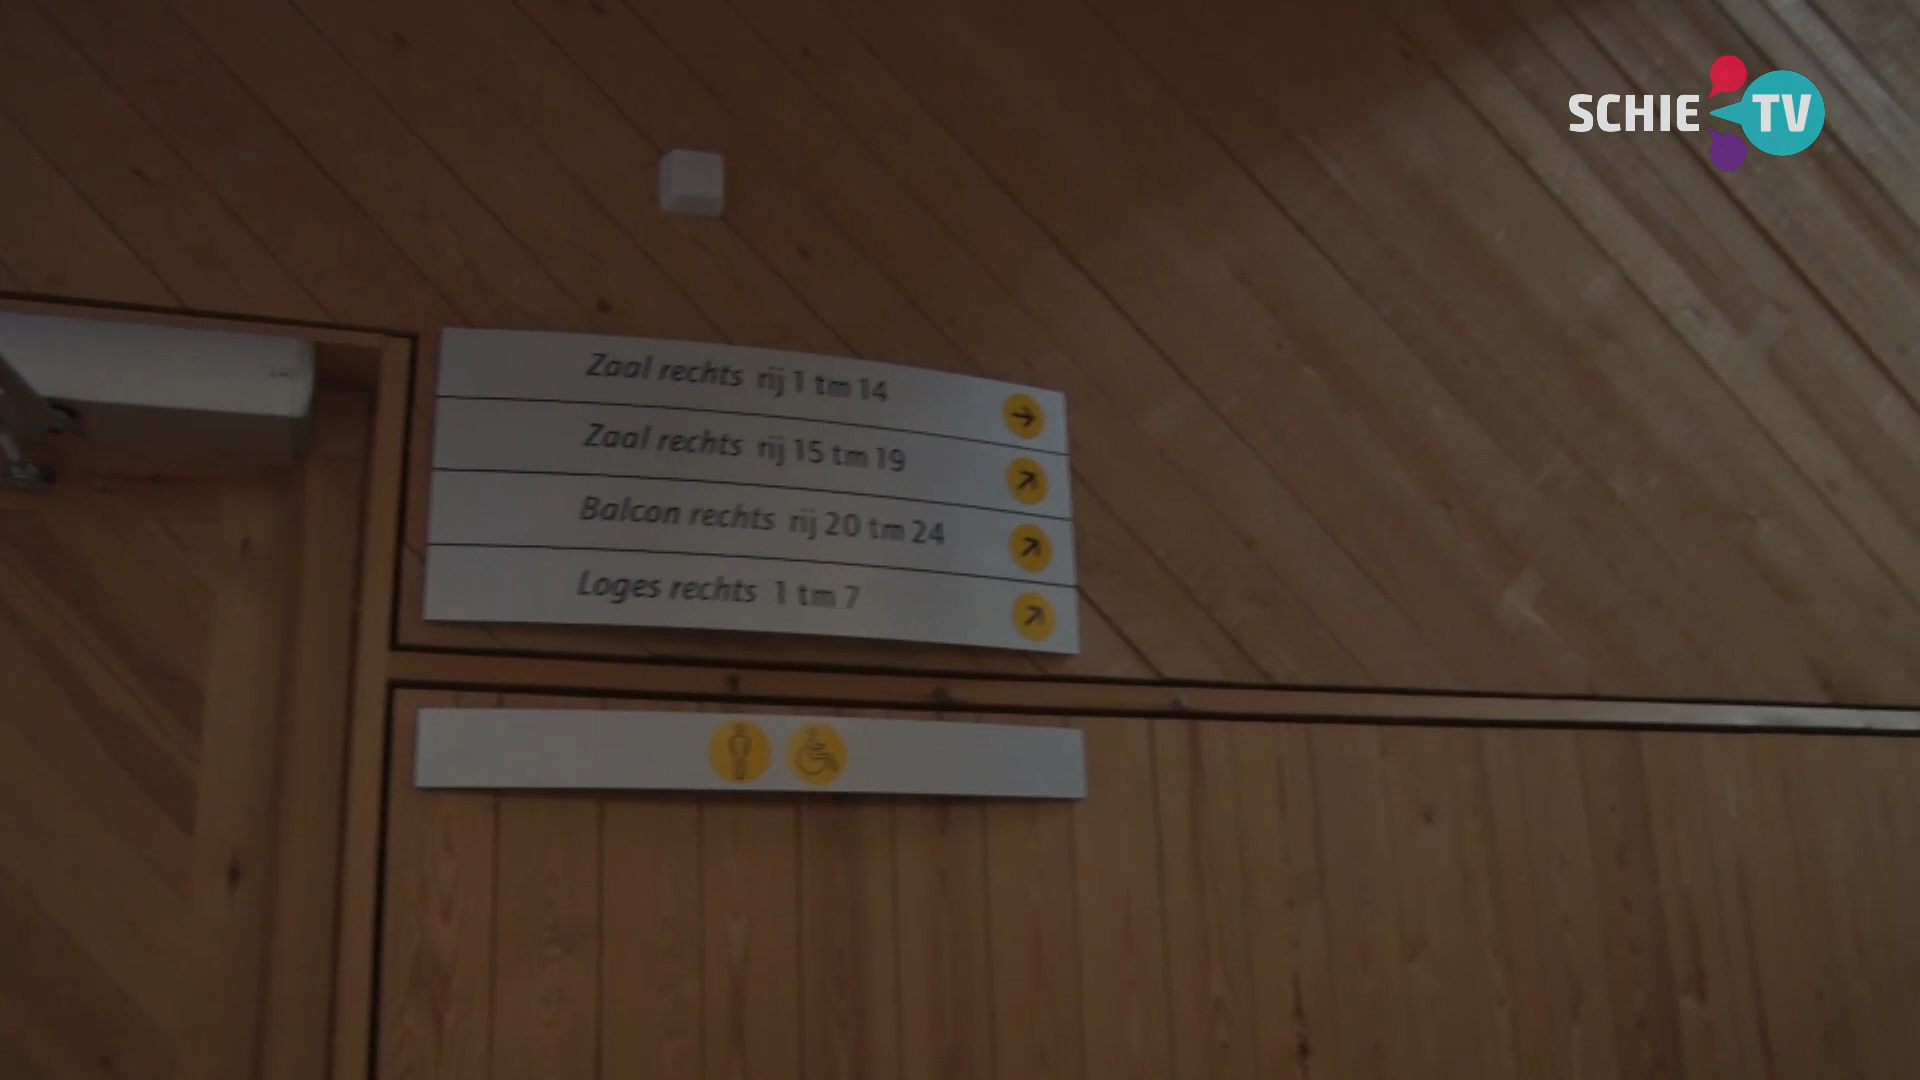 SCHIE TV
Zaal rechts rij 1 tm 14
Zaal rechts rij 15 tm 19
Balcon rechts rij 20 tm 24
Loges rechts 1 tm 7